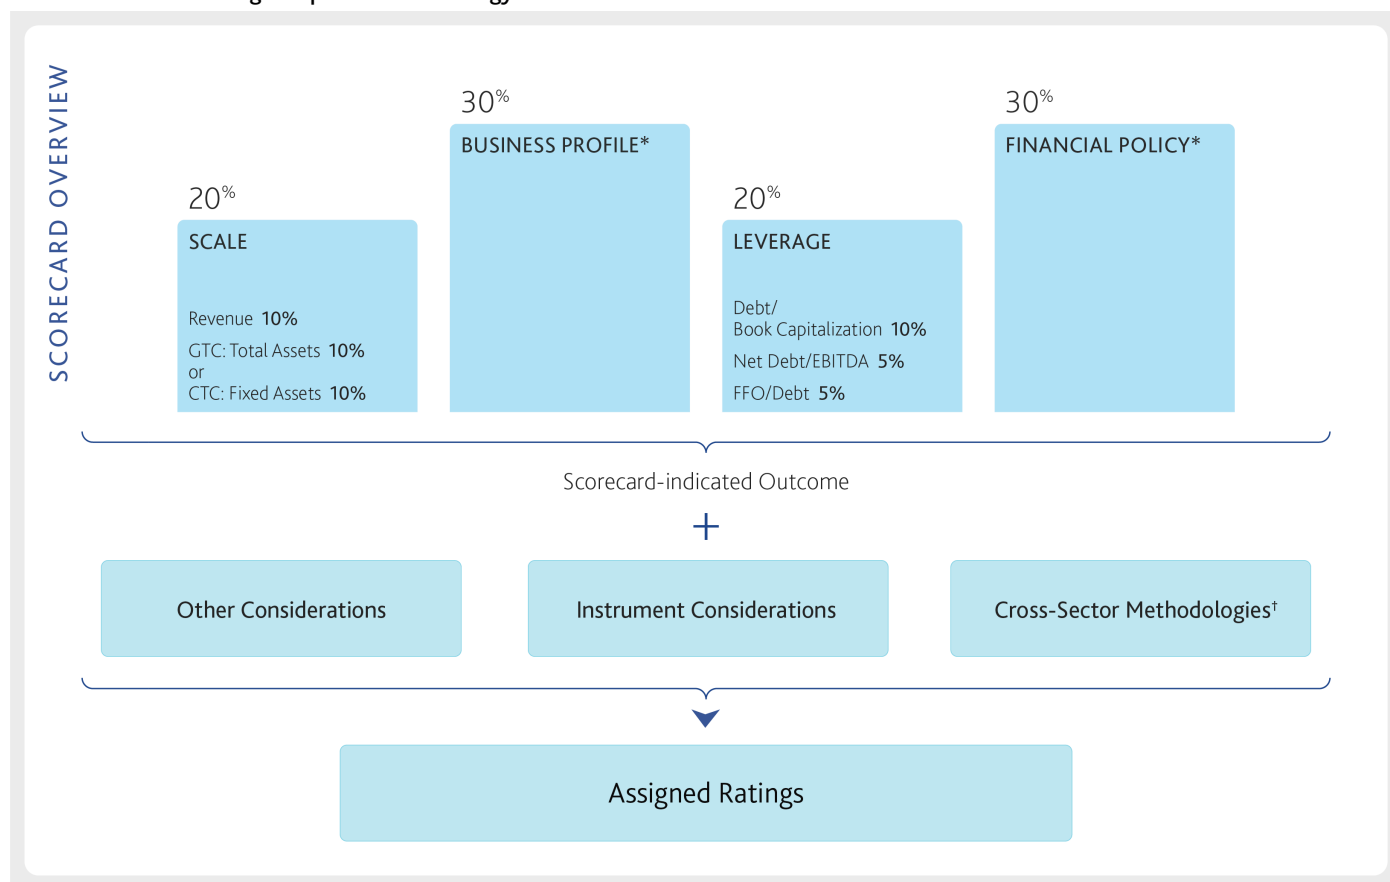 SCORECARD OVERVIEW
20%
SCALE
Revenue 10%
GTC: Total Assets 10%
or
CTC: Fixed Assets 10%
30%
BUSINESS PROFILE*
20%
LEVERAGE
Debt/
Book Capitalization 10%
Net Debt/EBITDA 5%
FFO/Debt 5%
30%
FINANCIAL POLICY*
Scorecard-indicated Outcome
+
Other Considerations
Instrument Considerations
Cross-Sector Methodologies†
Assigned Ratings